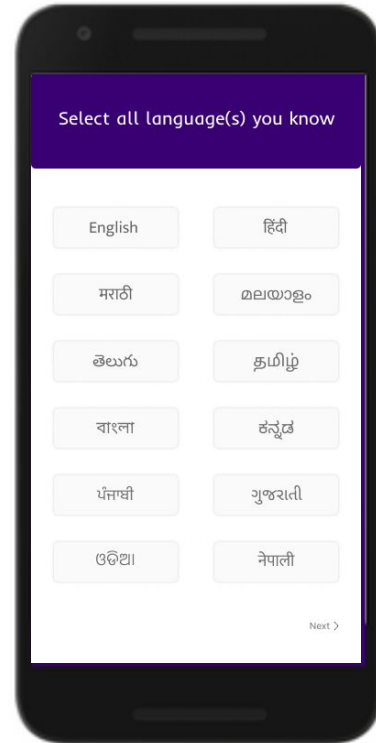 Select all language(s) you know
English
हिंदी
मराठी
മലയാളം
తెలుగు
தமிழ்
বাংলা
ಕನ್ನಡ
ਪੰਜਾਬੀ
ગુજરાતી
ଓଡିଆ
नेपाली
Next >